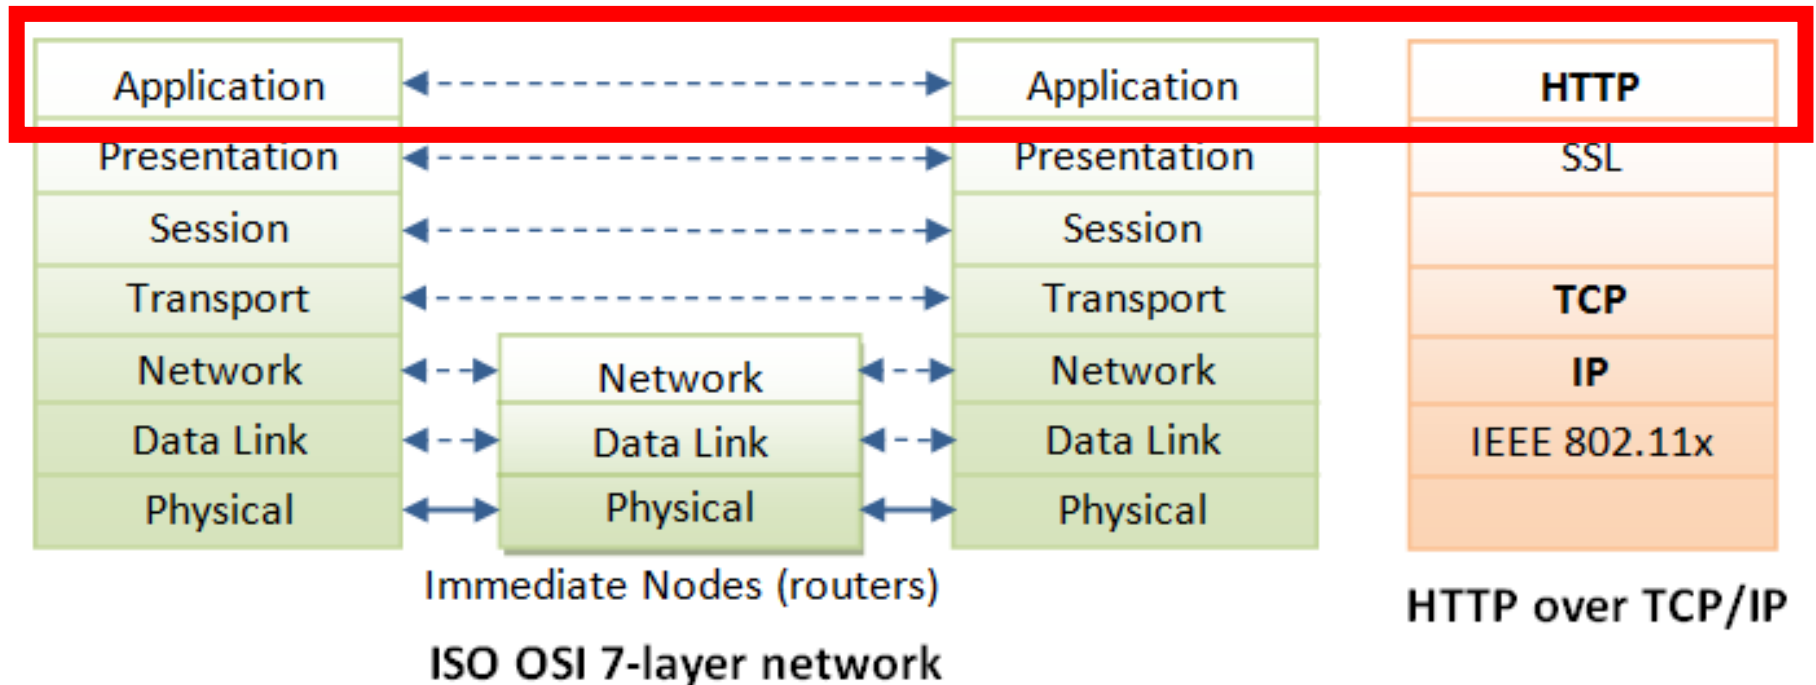 Application Application HTTP
Presentation Presentation SSL
Session Session
Transport Transport TCP
Network Network Network IP
Data Link Data Link Data Link IEEE 802.11x
Physical Physical Physical
Immediate Nodes (routers)
HTTP over TCP/IP
ISO OSI 7-layer network